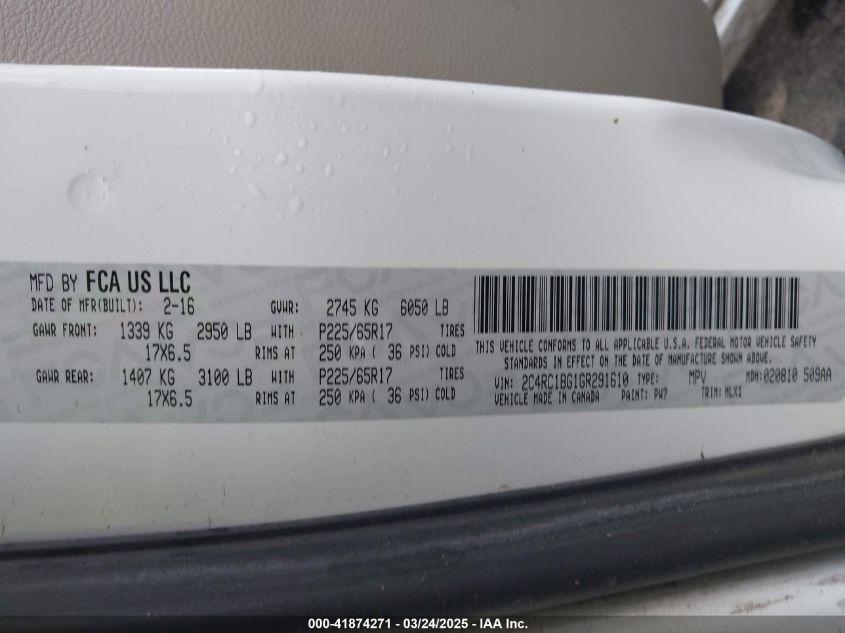 MFD BY FCA US LLC
DATE OF MFR(BUILT): 2-16 GVWR: 2745 KG 6050 LB
GAWR FRONT: 1339 KG 2950 LB WITH P225/65R17 TIRES
17X6.5 RIMS AT 250 KPA ( 36 PSI) COLD
GAWR REAR: 1407 KG 3100 LB WITH P225/65R17 TIRES
17X6.5 RIMS AT 250 KPA ( 36 PSI) COLD
THIS VEHICLE CONFORMS TO ALL APPLICABLE U.S.A. FEDERAL MOTOR VEHICLE SAFETY
STANDARDS IN EFFECT ON THE DATE OF MANUFACTURE SHOWN ABOVE.
VIN: 2C4RC1BG1GR291610 TYPE: MPV MDH:020810 509AA
VEHICLE MADE IN CANADA PAINT: PW7 TRIM: MLX1
000-41874271 - 03/24/2025 - IAA Inc.